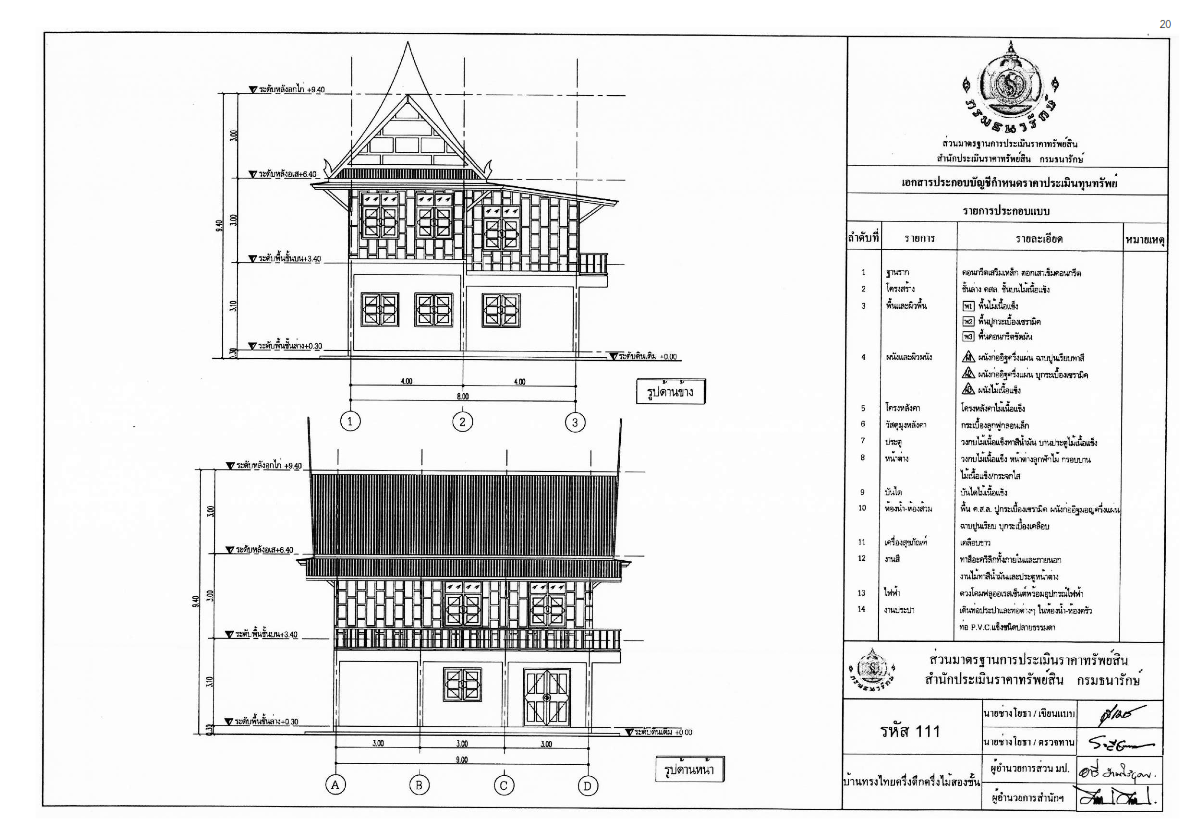 20
ระดับหลังอกไก่ +9.40
3.00
ระดับหลังอเส+6.40
9.40
3.00
ระดับพื้นชั้นบน+3.40
3.10
ระดับพื้นชั้นล่าง+0.30
0.30
ระดับดินเดิม +0.00
4.00 4.00
8.00
รูปด้านข้าง
1 2 3
ระดับหลังอกไก่ +9.40
3.00
ระดับหลังอเส+6.40
9.40
3.00
ระดับพื้นชั้นบน+3.40
3.10
ระดับพื้นชั้นล่าง+0.30
0.30
ระดับดินเดิม +0.00
3.00 3.00 3.00
9.00
รูปด้านหน้า
A B C D
กรมธนารักษ์
ส่วนมาตรฐานการประเมินราคาทรัพย์สิน
สำนักประเมินราคาทรัพย์สิน กรมธนารักษ์
เอกสารประกอบบัญชีกำหนดราคาประเมินทุนทรัพย์
รายการประกอบแบบ
ลำดับที่ รายการ รายละเอียด หมายเหตุ
1 ฐานราก คอนกรีตเสริมเหล็ก ตอกเสาเข็มคอนกรีต
2 โครงสร้าง ชั้นล่าง คสล. ชั้นบนไม้เนื้อแข็ง
3 พื้นและผิวพื้น พ1 พื้นไม้เนื้อแข็ง
พ2 พื้นปูกระเบื้องเซรามิค
พ3 พื้นคอนกรีตขัดมัน
4 ผนังและผิวผนัง ผนังก่ออิฐครึ่งแผ่น ฉาบปูนเรียบทาสี
ผนังก่ออิฐครึ่งแผ่น บุกระเบื้องเซรามิค
ผนังไม้เนื้อแข็ง
5 โครงหลังคา โครงหลังคาไม้เนื้อแข็ง
6 วัสดุมุงหลังคา กระเบื้องลูกฟูกลอนเล็ก
7 ประตู วงกบไม้เนื้อแข็งทาสีน้ำมัน บานประตูไม้เนื้อแข็ง
8 หน้าต่าง วงกบไม้เนื้อแข็ง หน้าต่างลูกฟักไม้ กรอบบาน
ไม้เนื้อแข็ง/กระจกใส
9 บันได บันไดไม้เนื้อแข็ง
10 ห้องน้ำ-ห้องส้วม พื้น ค.ส.ล. ปูกระเบื้องเซรามิค ผนังก่ออิฐมอญครึ่งแผ่น
ฉาบปูนเรียบ บุกระเบื้องเคลือบ
11 เครื่องสุขภัณฑ์ เคลือบขาว
12 งานสี ทาสีอะครีลิกทั้งภายในและภายนอก
งานไม้ทาสีน้ำมันและประตูหน้าต่าง
13 ไฟฟ้า ดวงโคมฟลูออเรสเซ็นต์พร้อมอุปกรณ์ไฟฟ้า
14 งานประปา เดินท่อประปาและท่อต่างๆ ในห้องน้ำ-ห้องครัว
ท่อ P.V.C.แข็งชนิดปลายธรรมดา
กรมธนารักษ์
ส่วนมาตรฐานการประเมินราคาทรัพย์สิน
สำนักประเมินราคาทรัพย์สิน กรมธนารักษ์
รหัส 111
นายช่างโยธา / เขียนแบบ
นายช่างโยธา / ตรวจทาน
บ้านทรงไทยครึ่งตึกครึ่งไม้สองชั้น
ผู้อำนวยการส่วน มป.
ผู้อำนวยการสำนักฯ